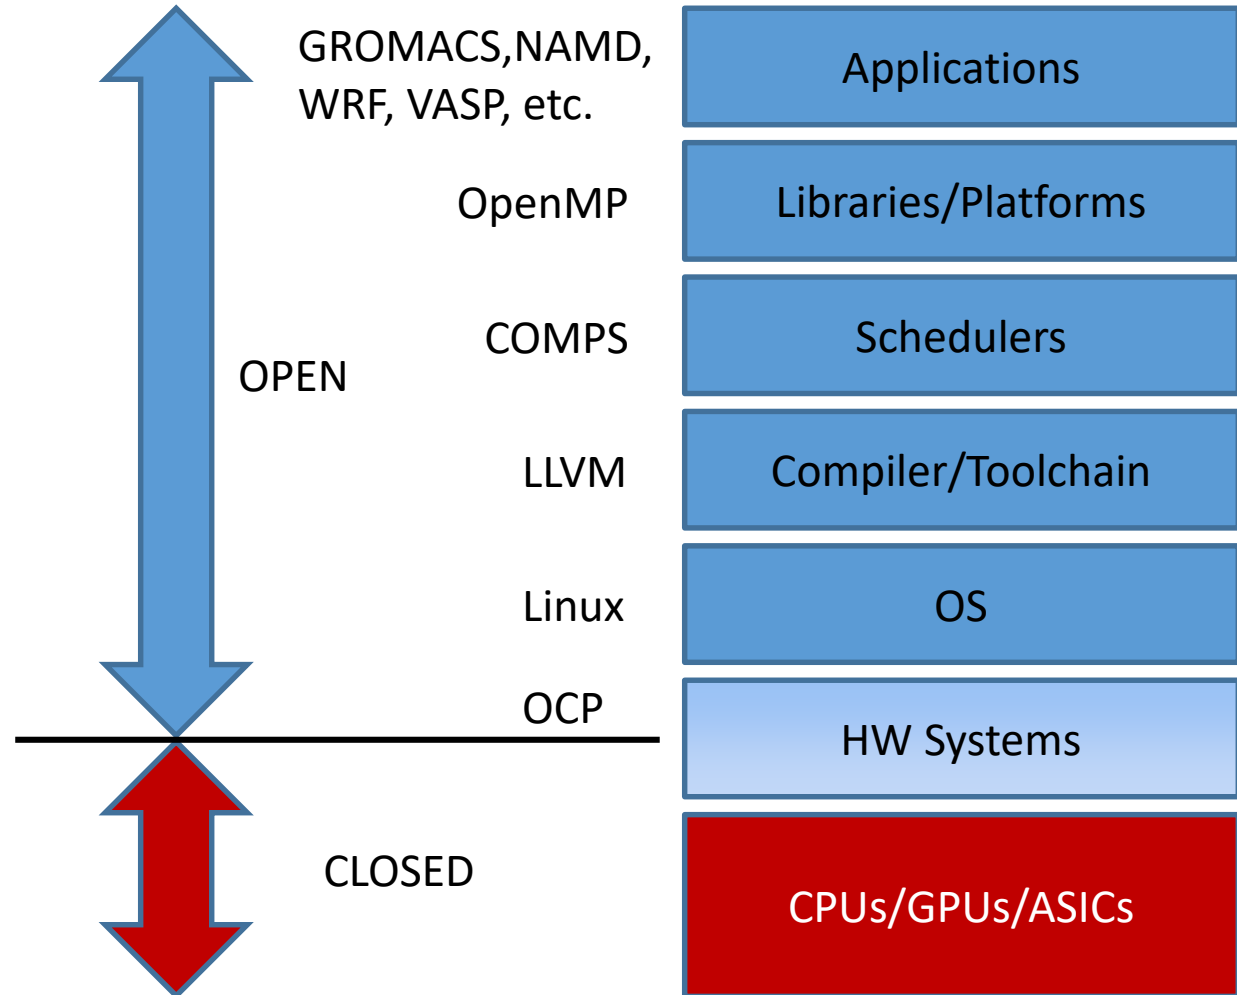 GROMACS,NAMD,
WRF, VASP, etc.
Applications
OpenMP
Libraries/Platforms
COMPS
Schedulers
OPEN
LLVM
Compiler/Toolchain
Linux
OS
OCP
HW Systems
CLOSED
CPUs/GPUs/ASICs